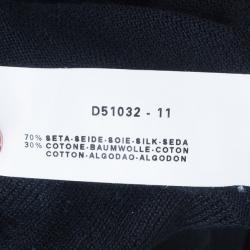 D51032 - 11
70% SETA-SEIDE-SOIE-SILK-SEDA
30% COTONE-BAUMWOLLE-COTON
COTTON-ALGODAO-ALGODON